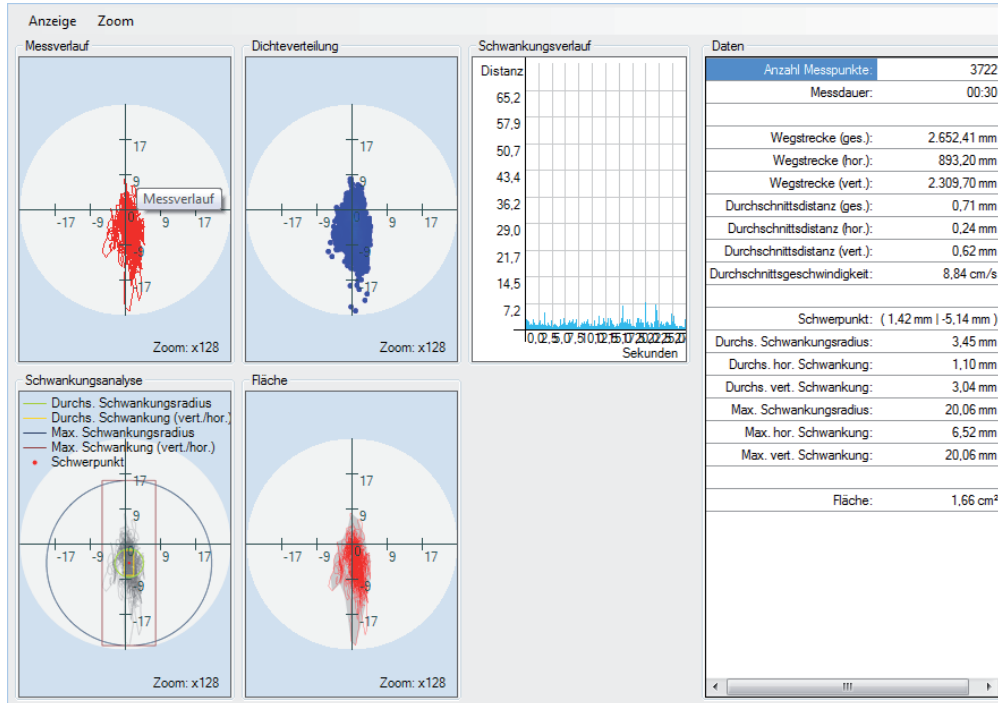 Anzeige Zoom
Messverlauf
17
9
Messverlauf
-17 -9 0 9 17
-9
-17
Zoom: x128
Dichteverteilung
17
9
-17 -9 0 9 17
-9
-17
Zoom: x128
Schwankungsverlauf
Distanz
65,2
57,9
50,7
43,4
36,2
29,0
21,7
14,5
7,2
Sekunden
Daten
Anzahl Messpunkte: 3722
Messdauer: 00:30
Wegstrecke (ges.): 2.652,41 mm
Wegstrecke (hor.): 893,20 mm
Wegstrecke (vert.): 2.309,70 mm
Durchschnittsdistanz (ges.): 0,71 mm
Durchschnittsdistanz (hor.): 0,24 mm
Durchschnittsdistanz (vert.): 0,62 mm
Durchschnittsgeschwindigkeit: 8,84 cm/s
Schwerpunkt: ( 1,42 mm | -5,14 mm )
Durchs. Schwankungsradius: 3,45 mm
Durchs. hor. Schwankung: 1,10 mm
Durchs. vert. Schwankung: 3,04 mm
Max. Schwankungsradius: 20,06 mm
Max. hor. Schwankung: 6,52 mm
Max. vert. Schwankung: 20,06 mm
Fläche: 1,66 cm²
Schwankungsanalyse
Durchs. Schwankungsradius
Durchs. Schwankung (vert./hor.)
Max. Schwankungsradius
Max. Schwankung (vert./hor.)
Schwerpunkt
17
9
-17 -9 9 17
-9
-17
Zoom: x128
Fläche
17
9
-17 -9 0 9 17
-9
-17
Zoom: x128